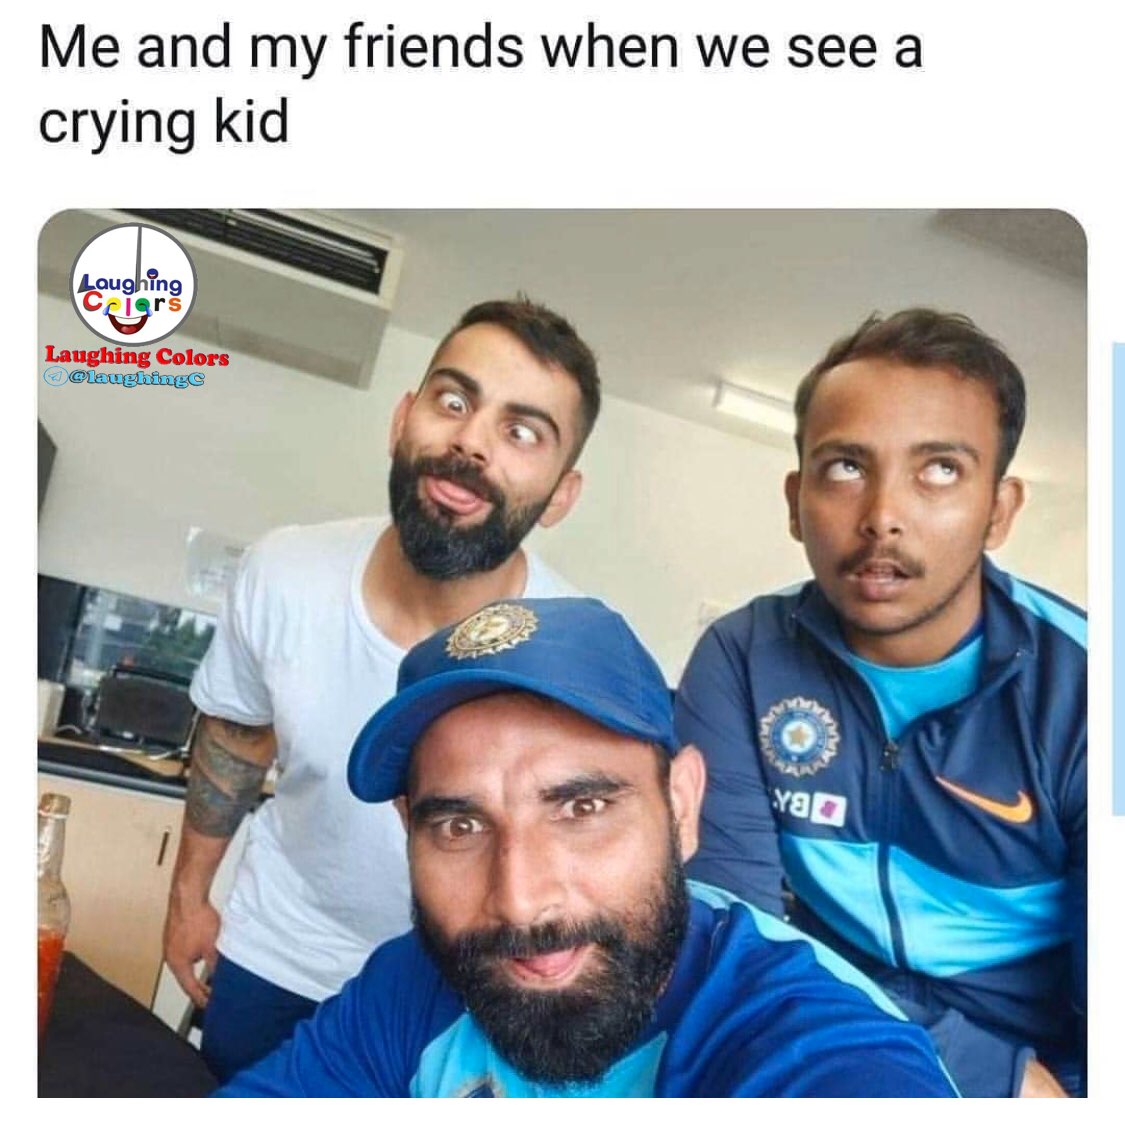 Me and my friends when we see a
crying kid
Laughing
Colors
Laughing Colors
@laughingC
BY